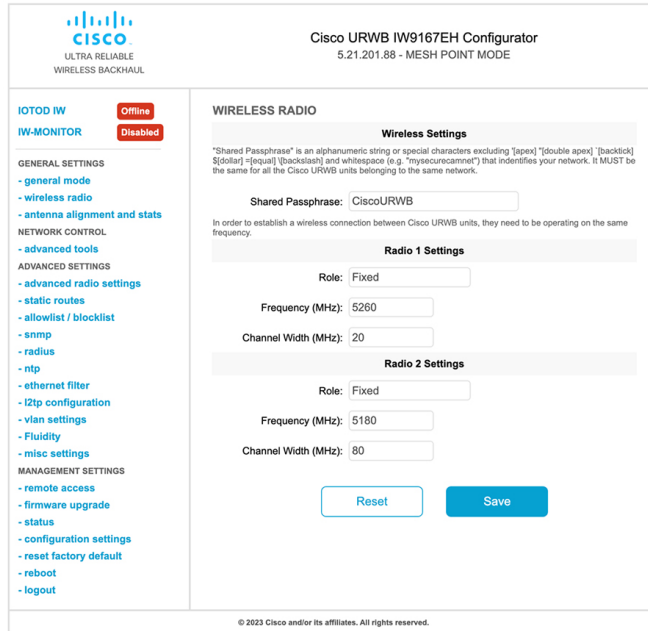 CISCO
ULTRA RELIABLE
WIRELESS BACKHAUL
Cisco URWB IW9167EH Configurator
5.21.201.88 - MESH POINT MODE
IOTOD IW Offline
IW-MONITOR Disabled
GENERAL SETTINGS
- general mode
- wireless radio
- antenna alignment and stats
NETWORK CONTROL
- advanced tools
ADVANCED SETTINGS
- advanced radio settings
- static routes
- allowlist / blocklist
- snmp
- radius
- ntp
- ethernet filter
- l2tp configuration
- vlan settings
- Fluidity
- misc settings
MANAGEMENT SETTINGS
- remote access
- firmware upgrade
- status
- configuration settings
- reset factory default
- reboot
- logout
WIRELESS RADIO
Wireless Settings
"Shared Passphrase" is an alphanumeric string or special characters excluding '[apex] "[double apex] `[backtick]
$[dollar] =[equal] \[backslash] and whitespace (e.g. "mysecurecamnet") that indentifies your network. It MUST be
the same for all the Cisco URWB units belonging to the same network.
Shared Passphrase: CiscoURWB
In order to establish a wireless connection between Cisco URWB units, they need to be operating on the same
frequency.
Radio 1 Settings
Role: Fixed
Frequency (MHz): 5260
Channel Width (MHz): 20
Radio 2 Settings
Role: Fixed
Frequency (MHz): 5180
Channel Width (MHz): 80
Reset Save
© 2023 Cisco and/or its affiliates. All rights reserved.